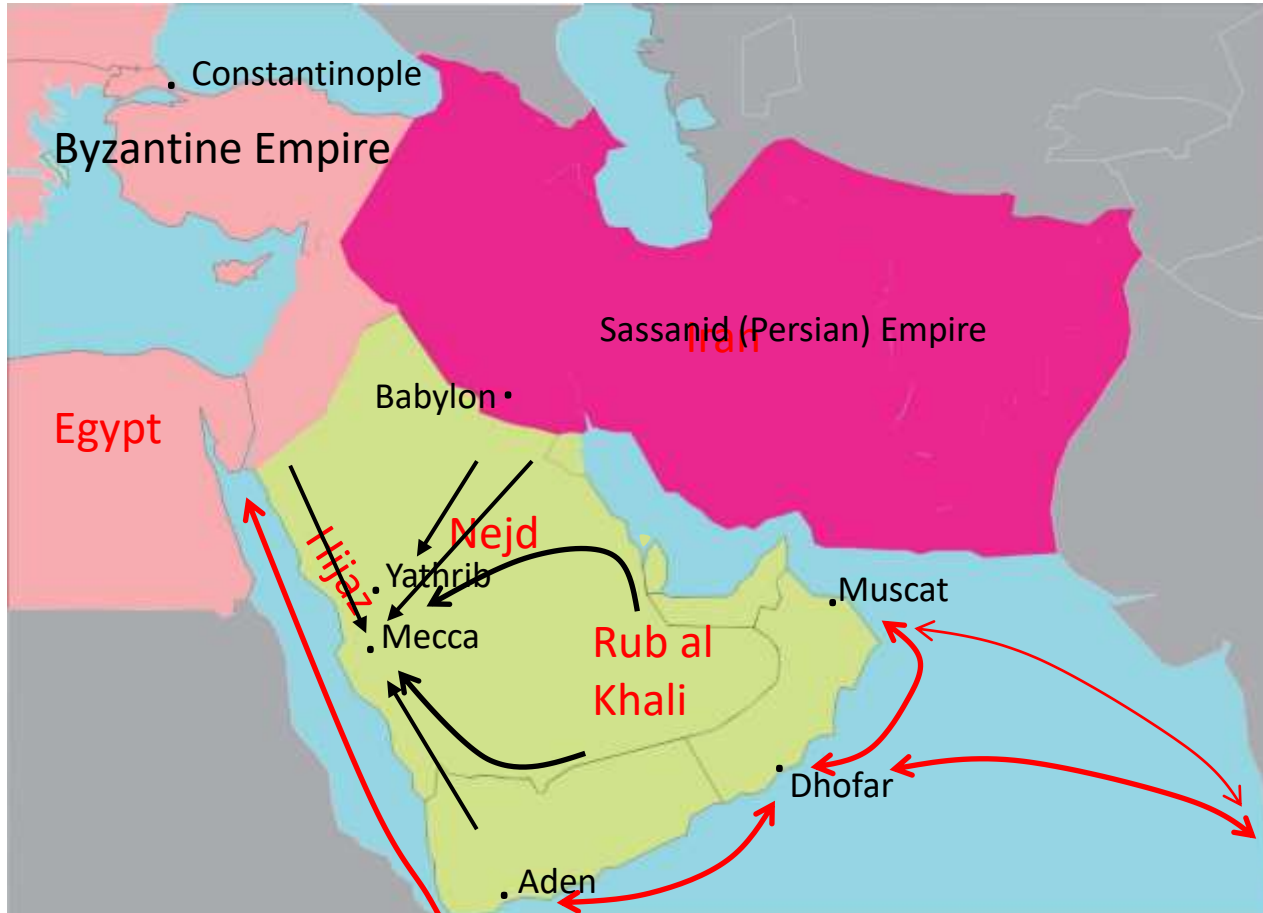 Constantinople
Byzantine Empire
Sassanid (Persian) Empire
Iran
Babylon
Egypt
Nejd
Hijaz
Yathrib
Muscat
Mecca
Rub al
Khali
Dhofar
Aden